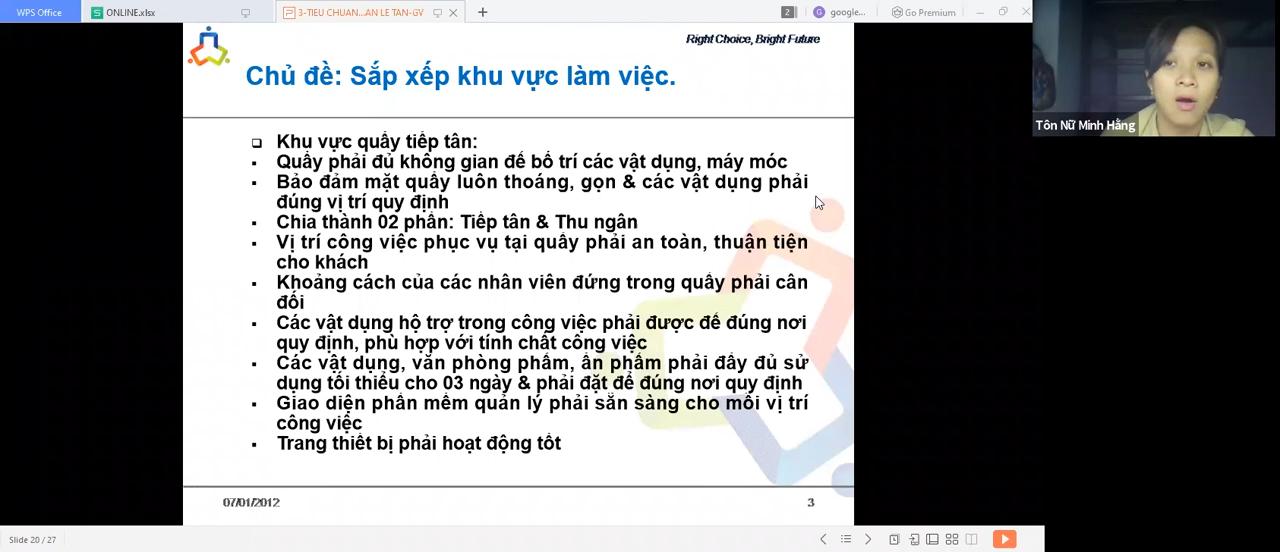 WPS Office
ONLINE.xlsx
3-TIEU CHUAN...AN LE TAN-GV
2
G
google...
Go Premium
Right Choice, Bright Future
Chủ đề: Sắp xếp khu vực làm việc.
Tôn Nữ Minh Hằng
Khu vực quầy tiếp tân:
Quầy phải đủ không gian để bố trí các vật dụng, máy móc
Bảo đảm mặt quầy luôn thoáng, gọn & các vật dụng phải
đúng vị trí quy định
Chia thành 02 phần: Tiếp tân & Thu ngân
Vị trí công việc phục vụ tại quầy phải an toàn, thuận tiện
cho khách
Khoảng cách của các nhân viên đứng trong quầy phải cân
đối
Các vật dụng hộ trợ trong công việc phải được để đúng nơi
quy định, phù hợp với tính chất công việc
Các vật dụng, văn phòng phẩm, ấn phẩm phải đầy đủ sử
dụng tối thiểu cho 03 ngày & phải đặt để đúng nơi quy định
Giao diện phần mềm quản lý phải sẵn sàng cho mỗi vị trí
công việc
Trang thiết bị phải hoạt động tốt
07/01/2012
3
Slide 20 / 27